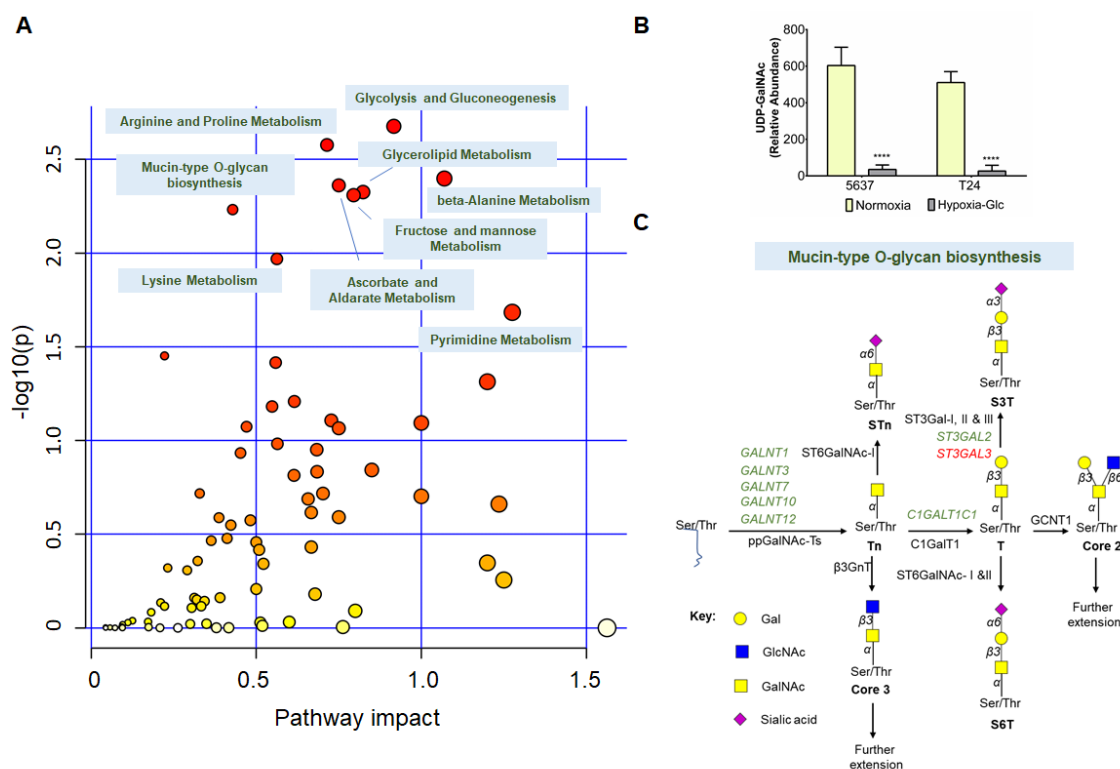 A
Glycolysis and Gluconeogenesis
Arginine and Proline Metabolism
Glycerolipid Metabolism
Mucin-type O-glycan
biosynthesis
beta-Alanine Metabolism
Fructose and mannose
Metabolism
Lysine Metabolism
Ascorbate and
Aldarate Metabolism
Pyrimidine Metabolism
-log10(p)
2.5
2.0
1.5
1.0
0.5
0
0
0.5
1.0
1.5
Pathway impact
B
UDP-GalNAc
(Relative Abundance)
800
600
400
200
0
****
****
5637
T24
Normoxia
Hypoxia-Glc
C
Mucin-type O-glycan biosynthesis
α3
β3
α
Ser/Thr
S3T
α6
α
Ser/Thr
STn
ST3Gal-I, II & III
ST3GAL2
ST3GAL3
GALNT1
GALNT3
GALNT7
GALNT10
GALNT12
ST6GalNAc-I
Ser/Thr
ppGalNAc-Ts
α
Ser/Thr
Tn
C1GALT1C1
C1GalT1
β3
α
Ser/Thr
T
GCNT1
β3
β6
α
Ser/Thr
Core 2
β3GnT
ST6GalNAc- I &II
Further
extension
β3
α
Ser/Thr
Core 3
Further
extension
α6
β3
α
Ser/Thr
S6T
Key:
Gal
GlcNAc
GalNAc
Sialic acid